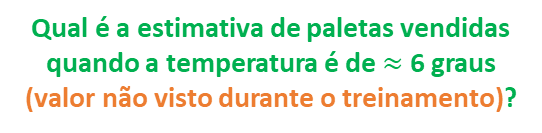 Qual é a estimativa de paletas vendidas
quando a temperatura é de ≈ 6 graus
(valor não visto durante o treinamento)?